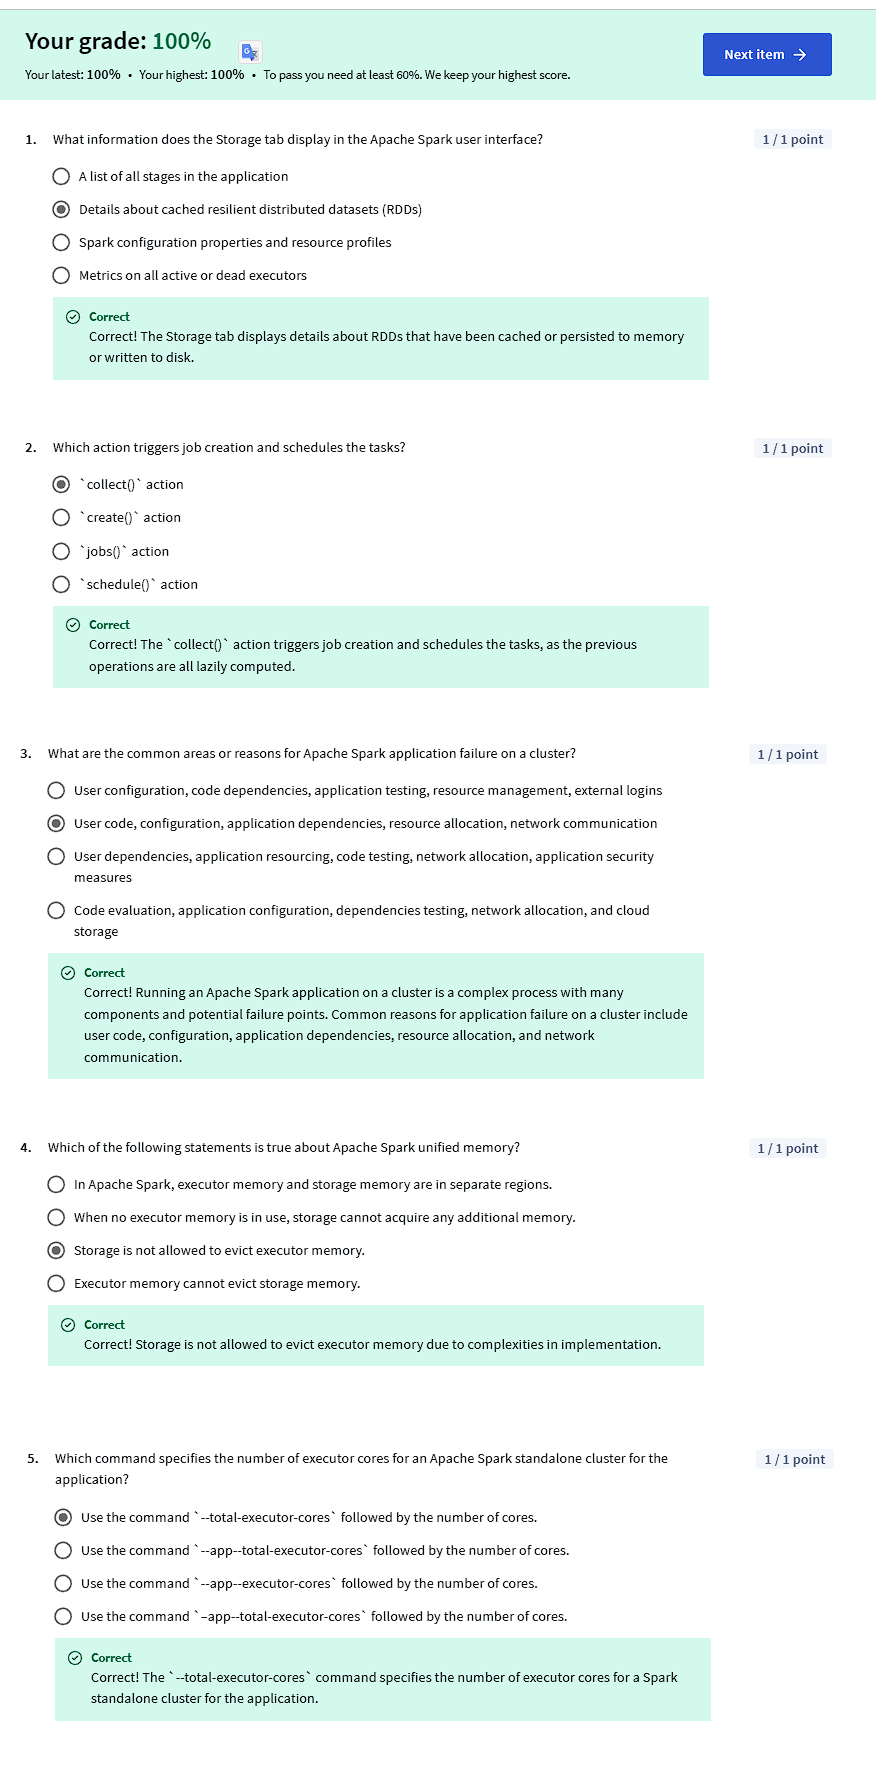 Your grade: 100%
Your latest: 100% • Your highest: 100% • To pass you need at least 60%. We keep your highest score.
Next item →
1. What information does the Storage tab display in the Apache Spark user interface?
1 / 1 point
A list of all stages in the application
Details about cached resilient distributed datasets (RDDs)
Spark configuration properties and resource profiles
Metrics on all active or dead executors
Correct
Correct! The Storage tab displays details about RDDs that have been cached or persisted to memory
or written to disk.
2. Which action triggers job creation and schedules the tasks?
1 / 1 point
`collect()` action
`create()` action
`jobs()` action
`schedule()` action
Correct
Correct! The `collect()` action triggers job creation and schedules the tasks, as the previous
operations are all lazily computed.
3. What are the common areas or reasons for Apache Spark application failure on a cluster?
1 / 1 point
User configuration, code dependencies, application testing, resource management, external logins
User code, configuration, application dependencies, resource allocation, network communication
User dependencies, application resourcing, code testing, network allocation, application security
measures
Code evaluation, application configuration, dependencies testing, network allocation, and cloud
storage
Correct
Correct! Running an Apache Spark application on a cluster is a complex process with many
components and potential failure points. Common reasons for application failure on a cluster include
user code, configuration, application dependencies, resource allocation, and network
communication.
4. Which of the following statements is true about Apache Spark unified memory?
1 / 1 point
In Apache Spark, executor memory and storage memory are in separate regions.
When no executor memory is in use, storage cannot acquire any additional memory.
Storage is not allowed to evict executor memory.
Executor memory cannot evict storage memory.
Correct
Correct! Storage is not allowed to evict executor memory due to complexities in implementation.
5. Which command specifies the number of executor cores for an Apache Spark standalone cluster for the
application?
1 / 1 point
Use the command `--total-executor-cores` followed by the number of cores.
Use the command `--app--total-executor-cores` followed by the number of cores.
Use the command `--app--executor-cores` followed by the number of cores.
Use the command `–app--total-executor-cores` followed by the number of cores.
Correct
Correct! The `--total-executor-cores` command specifies the number of executor cores for a Spark
standalone cluster for the application.